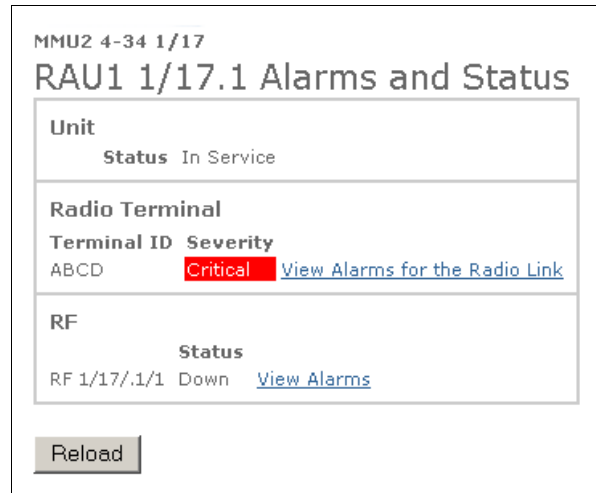 MMU2 4-34 1/17
RAU1 1/17.1 Alarms and Status
Unit
Status In Service
Radio Terminal
Terminal ID Severity
ABCD Critical View Alarms for the Radio Link
RF
Status
RF 1/17/.1/1 Down View Alarms
Reload